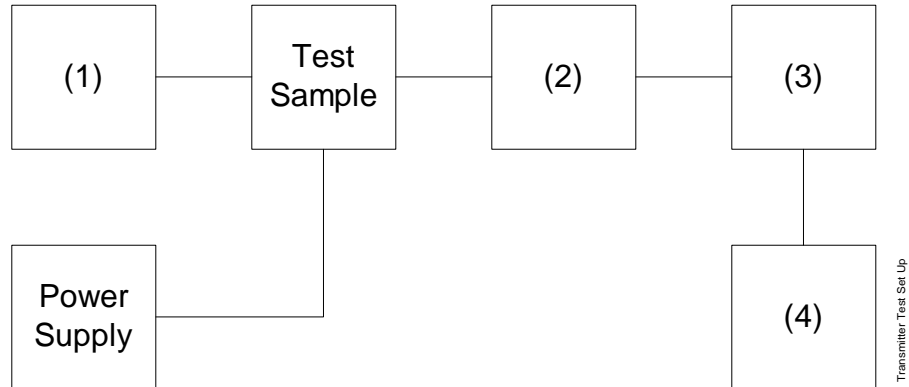 (1)
Test
Sample
(2)
(3)
Power
Supply
(4)
Transmitter Test Set Up